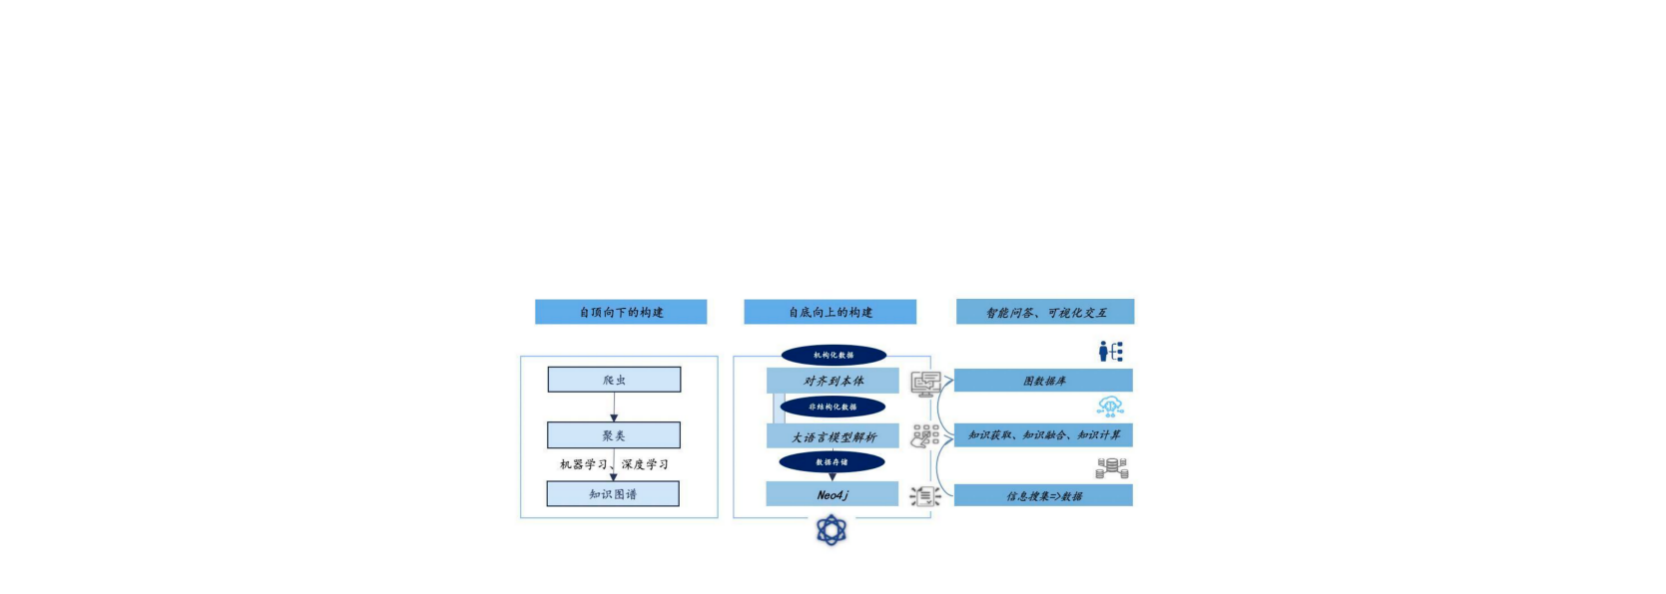 自顶向下的构建
爬虫
聚类
机器学习、深度学习
知识图谱
自底向上的构建
机构化数据
对齐到本体
非结构化数据
大语言模型解析
数据存储
Neo4j
智能问答、可视化交互
图数据库
知识获取、知识融合、知识计算
信息搜集=>数据